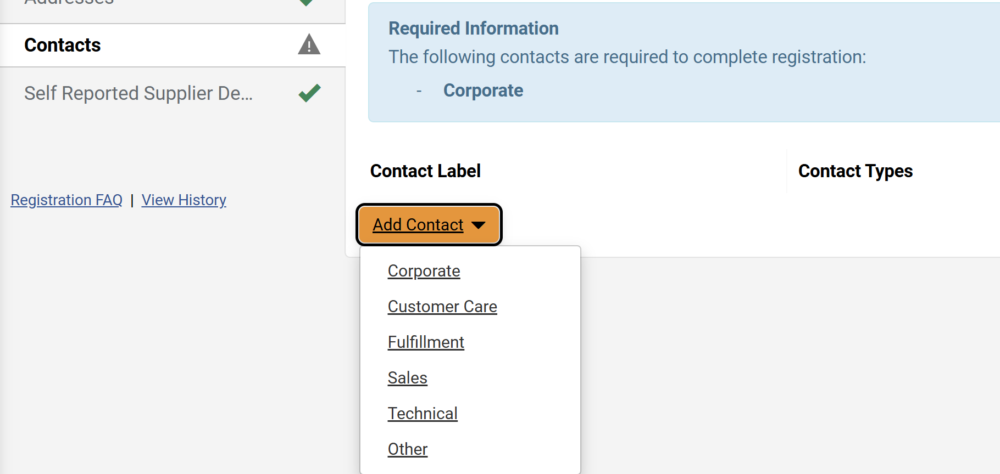 Addresses
Contacts
Self Reported Supplier De...
Registration FAQ | View History
Required Information
The following contacts are required to complete registration:
- Corporate
Contact Label
Contact Types
Add Contact
Corporate
Customer Care
Fulfillment
Sales
Technical
Other